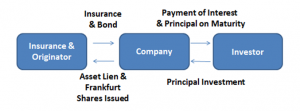 Insurance
& Bond
Payment of Interest
& Principal on Maturity
Insurance &
Originator
Company
Investor
Asset Lien &
Frankfurt
Shares Issued
Principal Investment